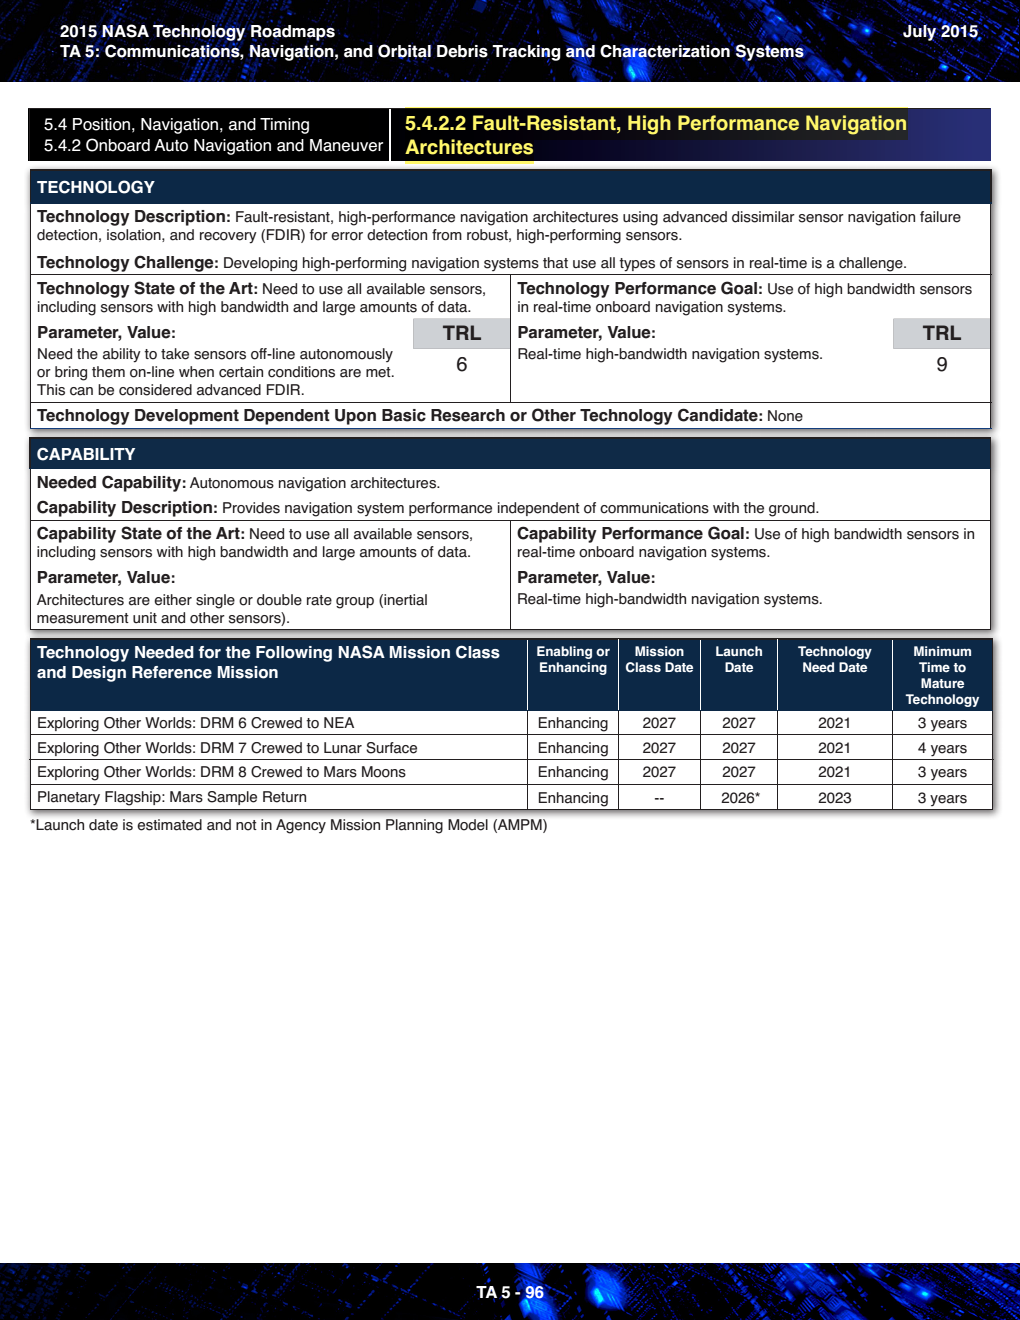 2015 NASA Technology Roadmaps
July 2015
TA 5: Communications, Navigation, and Orbital Debris Tracking and Characterization Systems
5.4 Position, Navigation, and Timing
5.4.2 Onboard Auto Navigation and Maneuver
5.4.2.2 Fault-Resistant, High Performance Navigation
Architectures
TECHNOLOGY
Technology Description: Fault-resistant, high-performance navigation architectures using advanced dissimilar sensor navigation failure
detection, isolation, and recovery (FDIR) for error detection from robust, high-performing sensors.
Technology Challenge: Developing high-performing navigation systems that use all types of sensors in real-time is a challenge.
Technology State of the Art: Need to use all available sensors,
including sensors with high bandwidth and large amounts of data.
Parameter, Value:
Need the ability to take sensors off-line autonomously
or bring them on-line when certain conditions are met.
This can be considered advanced FDIR.
TRL
6
Technology Performance Goal: Use of high bandwidth sensors
in real-time onboard navigation systems.
Parameter, Value:
Real-time high-bandwidth navigation systems.
TRL
9
Technology Development Dependent Upon Basic Research or Other Technology Candidate: None
CAPABILITY
Needed Capability: Autonomous navigation architectures.
Capability Description: Provides navigation system performance independent of communications with the ground.
Capability State of the Art: Need to use all available sensors,
including sensors with high bandwidth and large amounts of data.
Parameter, Value:
Architectures are either single or double rate group (inertial
measurement unit and other sensors).
Capability Performance Goal: Use of high bandwidth sensors in
real-time onboard navigation systems.
Parameter, Value:
Real-time high-bandwidth navigation systems.
Technology Needed for the Following NASA Mission Class
and Design Reference Mission
Enabling or
Enhancing
Mission
Class Date
Launch
Date
Technology
Need Date
Minimum
Time to
Mature
Technology
Exploring Other Worlds: DRM 6 Crewed to NEA Enhancing 2027 2027 2021 3 years
Exploring Other Worlds: DRM 7 Crewed to Lunar Surface Enhancing 2027 2027 2021 4 years
Exploring Other Worlds: DRM 8 Crewed to Mars Moons Enhancing 2027 2027 2021 3 years
Planetary Flagship: Mars Sample Return Enhancing -- 2026* 2023 3 years
*Launch date is estimated and not in Agency Mission Planning Model (AMPM)
TA 5 - 96